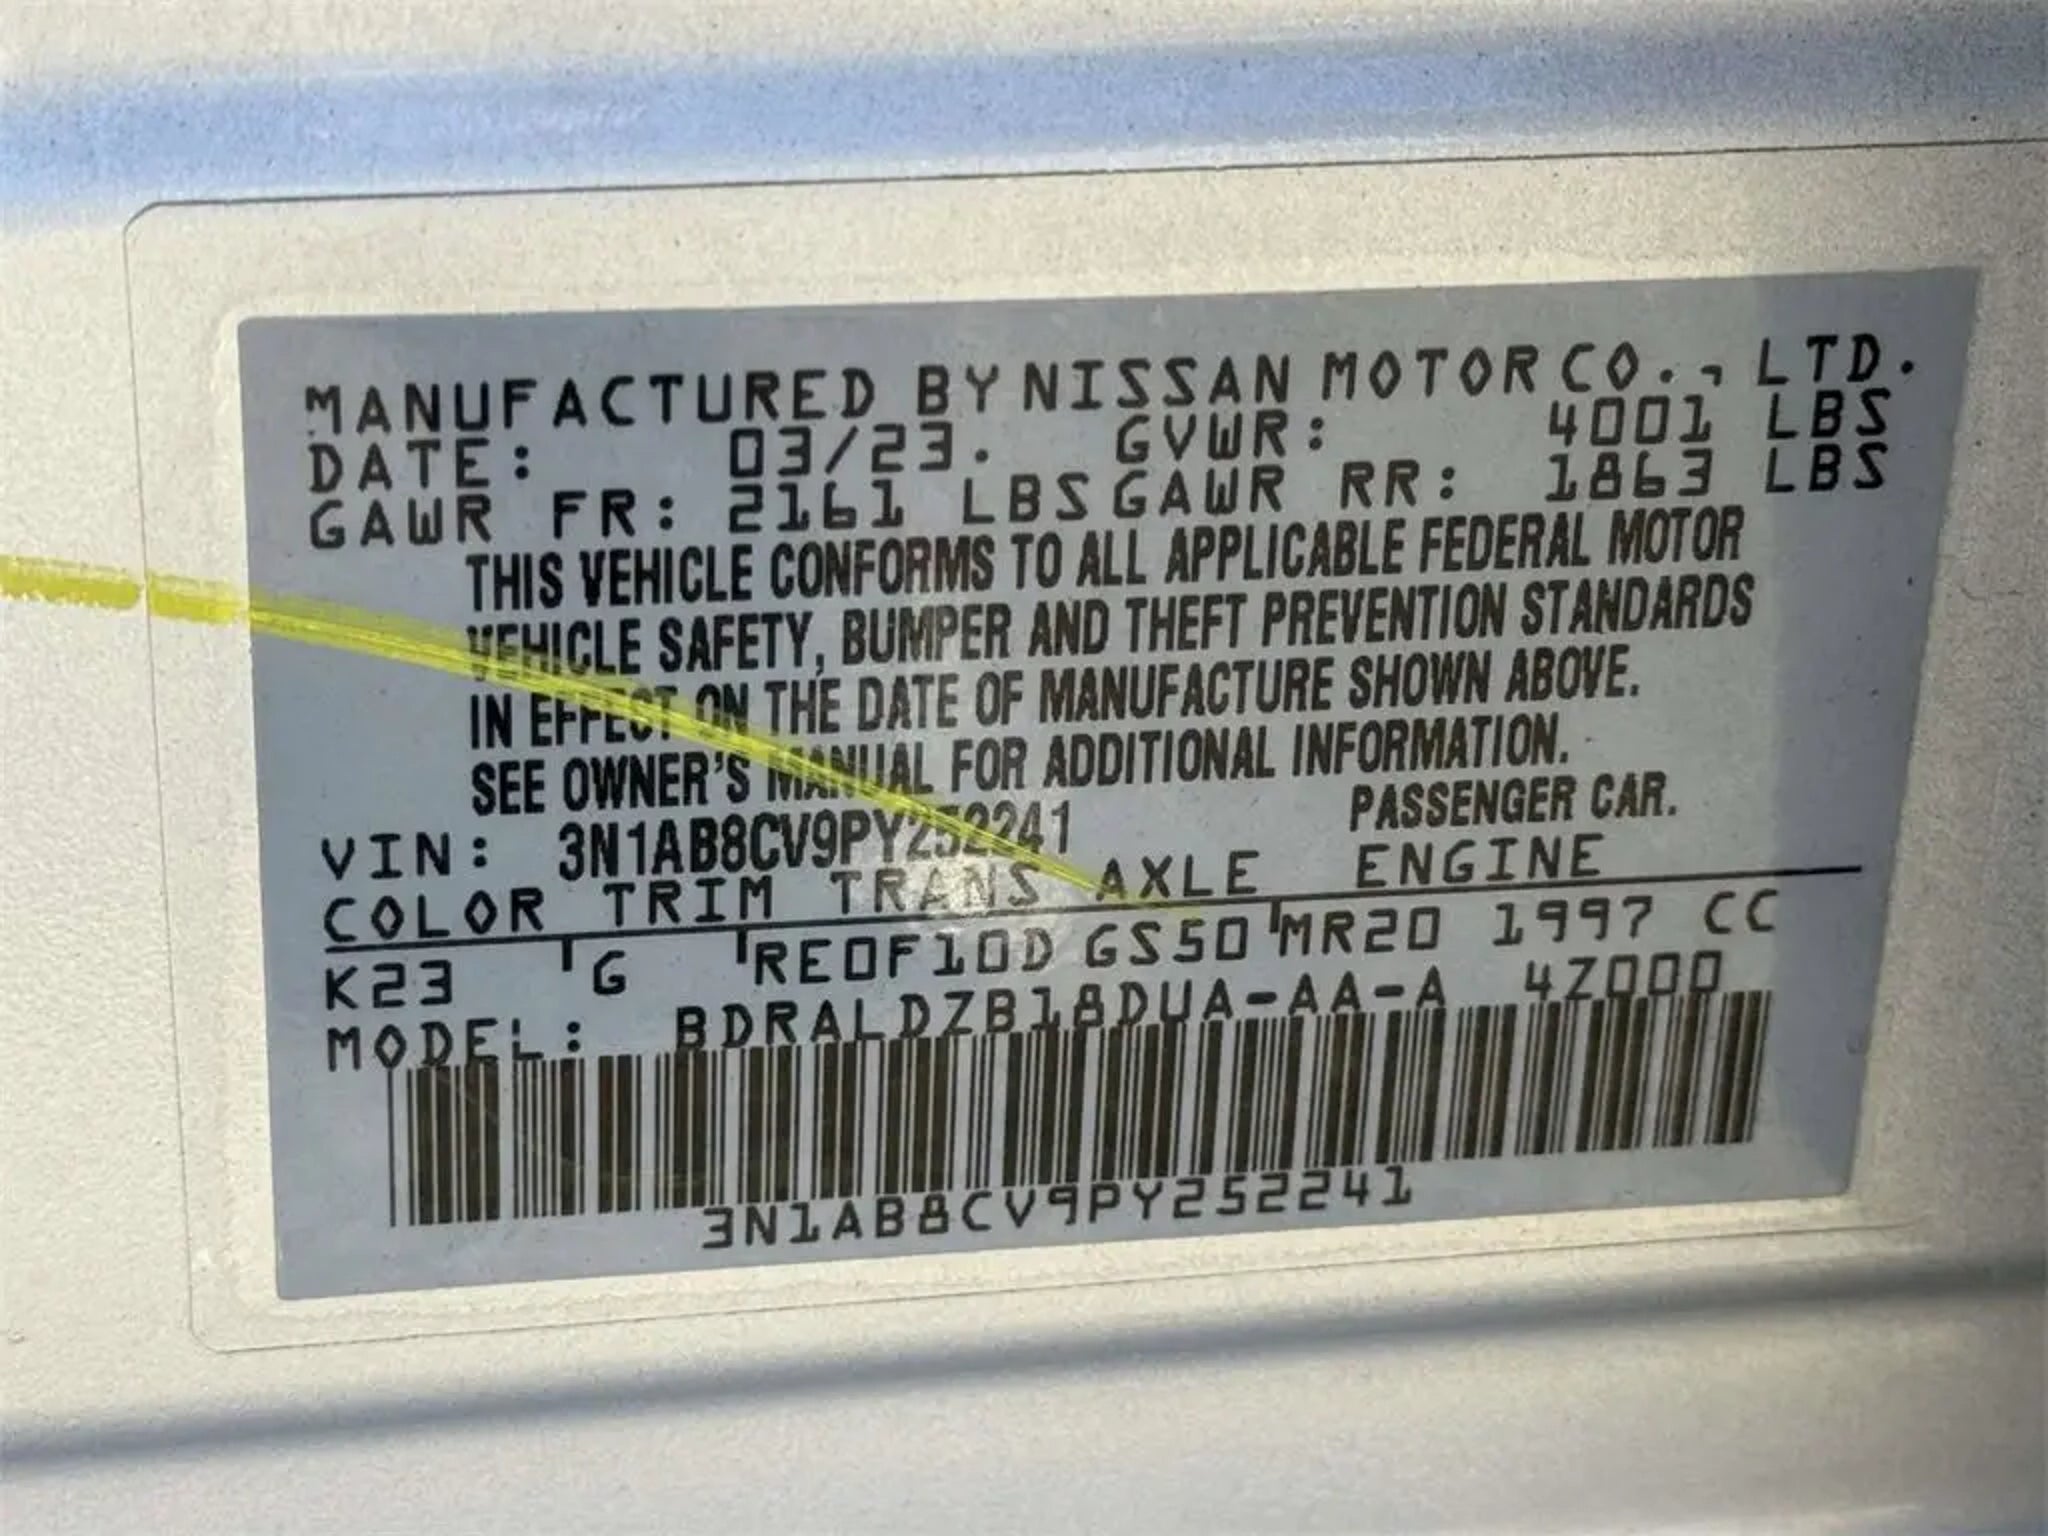 MANUFACTURED BY NISSAN MOTOR CO., LTD.
DATE: 03/23. GVWR: 4001 LBS
GAWR FR: 2161 LBS GAWR RR: 1863 LBS
THIS VEHICLE CONFORMS TO ALL APPLICABLE FEDERAL MOTOR
VEHICLE SAFETY, BUMPER AND THEFT PREVENTION STANDARDS
IN EFFECT ON THE DATE OF MANUFACTURE SHOWN ABOVE.
SEE OWNER'S MANUAL FOR ADDITIONAL INFORMATION.
VIN: 3N1AB8CV9PY252241 PASSENGER CAR.
COLOR TRIM TRANS AXLE ENGINE
K23 G RE0F10D GS50 MR20 1997 CC
MODEL: BDRALDZB18DUA-AA-A 4Z000
3N1AB8CV9PY252241